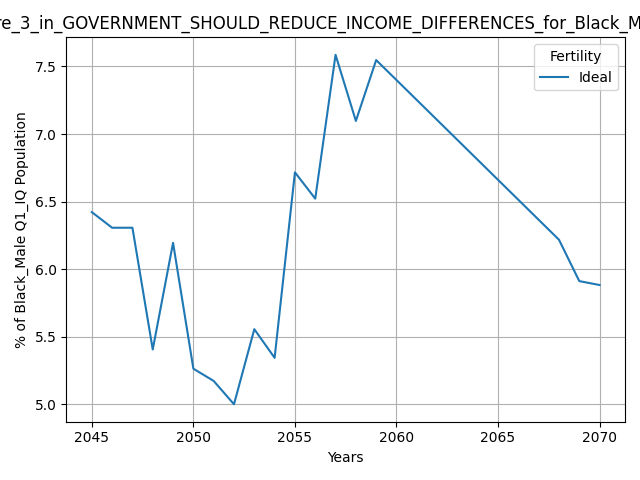 re_3_in_GOVERNMENT_SHOULD_REDUCE_INCOME_DIFFERENCES_for_Black_M
Fertility
Ideal
7.5
7.0
6.5
6.0
5.5
5.0
% of Black_Male Q1_IQ Population
2045 2050 2055 2060 2065 2070
Years